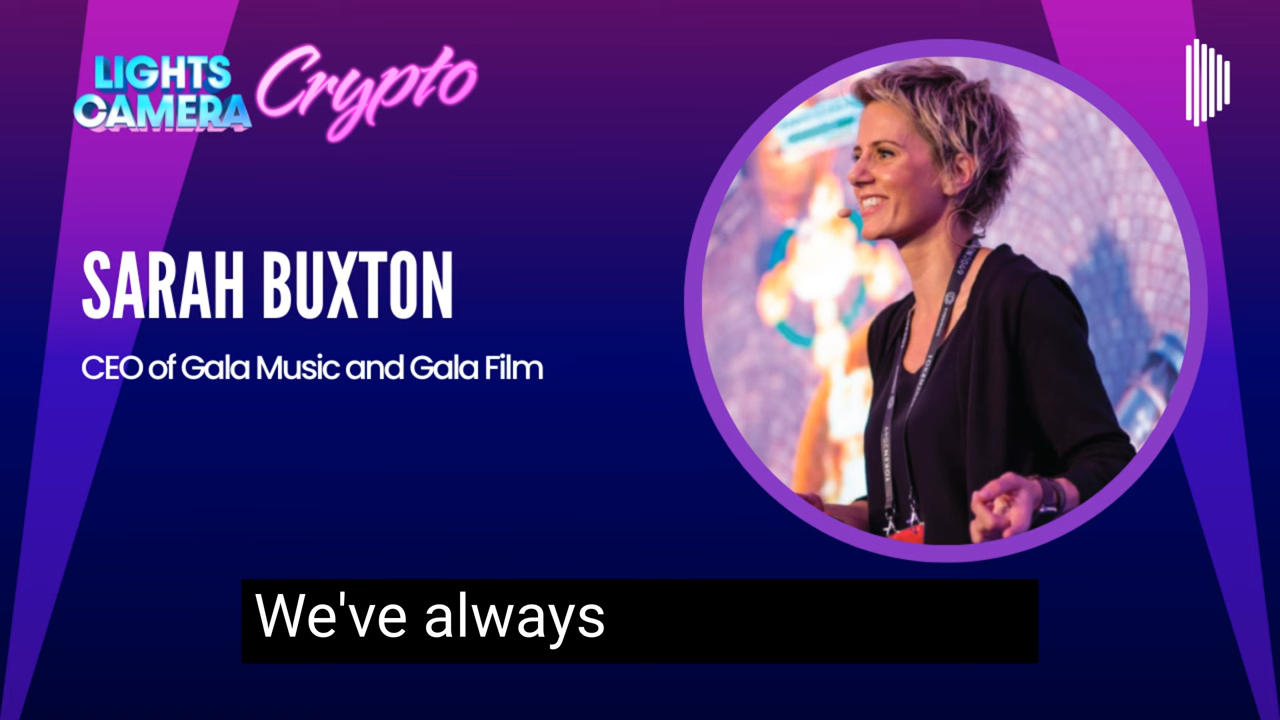 LIGHTS
CAMERA
Crypto
SARAH BUXTON
CEO of Gala Music and Gala Film
We've always